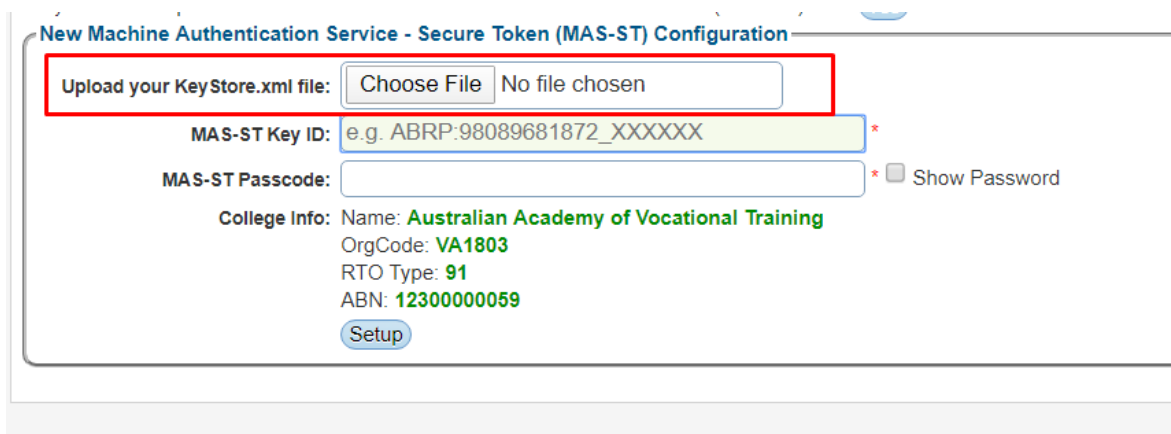 New Machine Authentication Service - Secure Token (MAS-ST) Configuration
Upload your KeyStore.xml file: Choose File No file chosen
MAS-ST Key ID: e.g. ABRP:98089681872_XXXXXX *
MAS-ST Passcode: * Show Password
College Info: Name: Australian Academy of Vocational Training
OrgCode: VA1803
RTO Type: 91
ABN: 12300000059
Setup